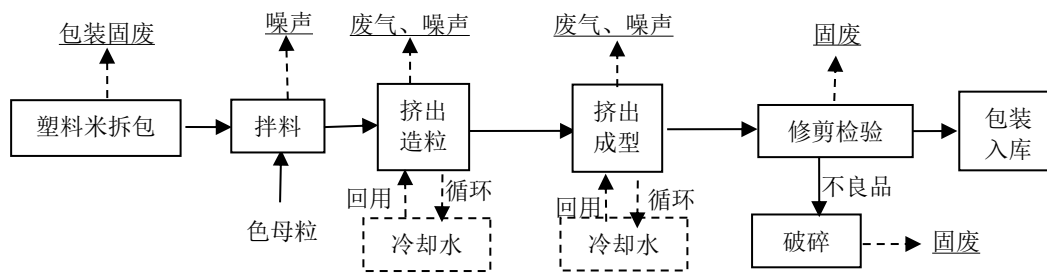 包装固废
噪声
废气、噪声
废气、噪声
固废
塑料米拆包
拌料
挤出
造粒
挤出
成型
修剪检验
包装
入库
色母粒
回用
循环
回用
循环
不良品
冷却水
冷却水
破碎
固废